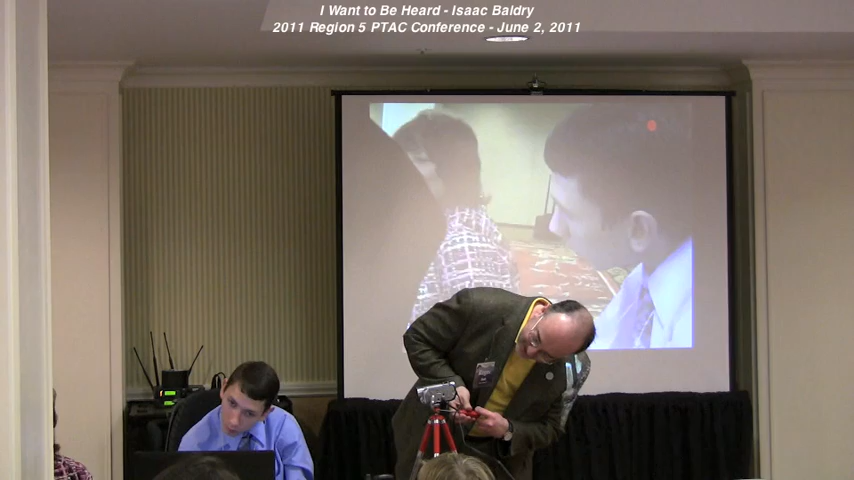 I Want to Be Heard - Isaac Baldry
2011 Region 5 PTAC Conference - June 2, 2011